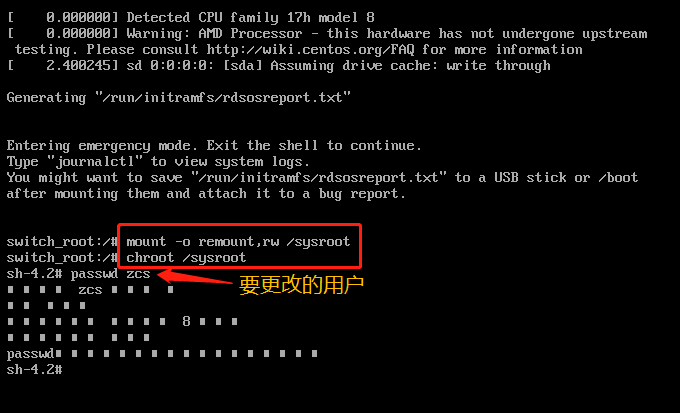 [    0.000000] Detected CPU family 17h model 8
[    0.000000] Warning: AMD Processor - this hardware has not undergone upstream
 testing. Please consult http://wiki.centos.org/FAQ for more information
[    2.400245] sd 0:0:0:0: [sda] Assuming drive cache: write through
Generating "/run/initramfs/rdsosreport.txt"
Entering emergency mode. Exit the shell to continue.
Type "journalctl" to view system logs.
You might want to save "/run/initramfs/rdsosreport.txt" to a USB stick or /boot
after mounting them and attach it to a bug report.
switch_root:/# mount -o remount,rw /sysroot
switch_root:/# chroot /sysroot
sh-4.2# passwd zcs
要更改的用户
zcs
8
passwd
sh-4.2#